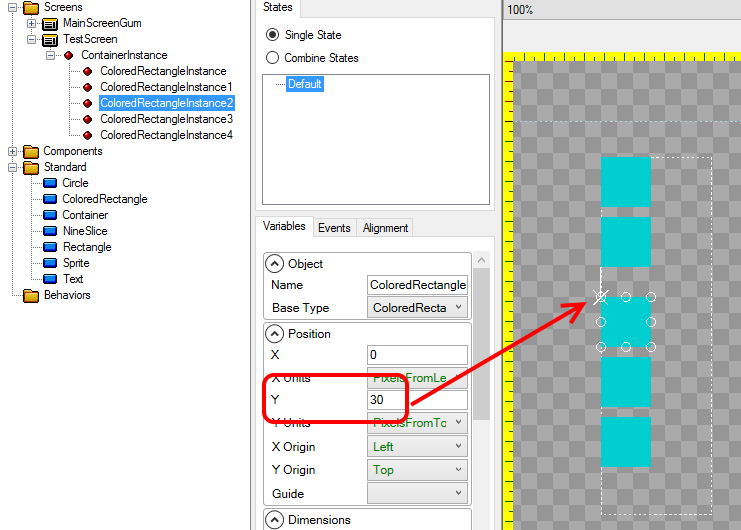 Screens
MainScreenGum
TestScreen
ContainerInstance
ColoredRectangleInstance
ColoredRectangleInstance1
ColoredRectangleInstance2
ColoredRectangleInstance3
ColoredRectangleInstance4
Components
Standard
Circle
ColoredRectangle
Container
NineSlice
Rectangle
Sprite
Text
Behaviors
States
Single State
Combine States
Default
Variables Events Alignment
Object
Name ColoredRectangle
Base Type ColoredRecta
Position
X 0
X Units PixelsFromLe
Y 30
Y Units PixelsFromTo
X Origin Left
Y Origin Top
Guide
Dimensions
100%